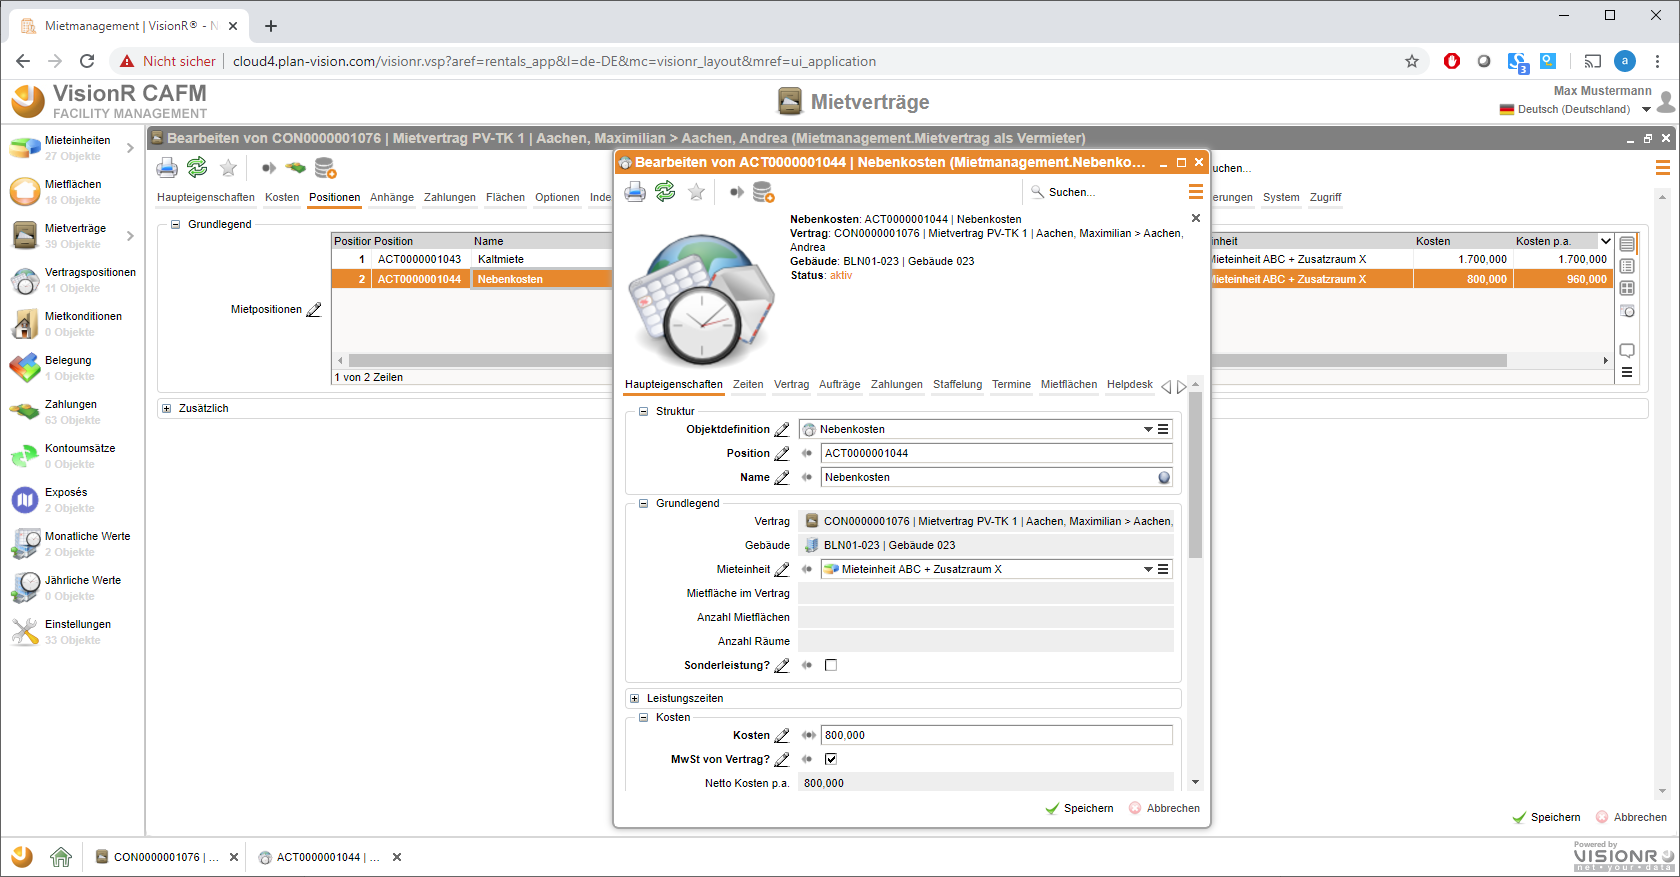 Mietmanagement | VisionR® - N
Nicht sicher | cloud4.plan-vision.com/visionr.vsp?aref=rentals_app&l=de-DE&mc=visionr_layout&mref=ui_application
3
a
VisionR CAFM
FACILITY MANAGEMENT
Mietverträge
Max Mustermann
Deutsch (Deutschland)
Bearbeiten von CON0000001076 | Mietvertrag PV-TK 1 | Aachen, Maximilian > Aachen, Andrea (Mietmanagement.Mietvertrag als Vermieter)
Mieteinheiten
27 Objekte
Mietflächen
18 Objekte
Mietverträge
39 Objekte
Vertragspositionen
11 Objekte
Mietkonditionen
0 Objekte
Belegung
1 Objekte
Zahlungen
63 Objekte
Kontoumsätze
0 Objekte
Exposés
2 Objekte
Monatliche Werte
2 Objekte
Jährliche Werte
0 Objekte
Einstellungen
33 Objekte
uchen...
Haupteigenschaften Kosten Positionen Anhänge Zahlungen Flächen Optionen Inde
erungen System Zugriff
Grundlegend
Positior Position Name
inheit Kosten Kosten p.a.
1 ACT0000001043 Kaltmiete
Mieteinheit ABC + Zusatzraum X 1.700,000 1.700,000
2 ACT0000001044 Nebenkosten
Mieteinheit ABC + Zusatzraum X 800,000 960,000
Mietpositionen
1 von 2 Zeilen
Zusätzlich
Bearbeiten von ACT0000001044 | Nebenkosten (Mietmanagement.Nebenko...
Suchen...
Nebenkosten: ACT0000001044 | Nebenkosten
Vertrag: CON0000001076 | Mietvertrag PV-TK 1 | Aachen, Maximilian > Aachen,
Andrea
Gebäude: BLN01-023 | Gebäude 023
Status: aktiv
Haupteigenschaften Zeiten Vertrag Aufträge Zahlungen Staffelung Termine Mietflächen Helpdesk
Struktur
Objektdefinition Nebenkosten
Position ACT0000001044
Name Nebenkosten
Grundlegend
Vertrag CON0000001076 | Mietvertrag PV-TK 1 | Aachen, Maximilian > Aachen,
Gebäude BLN01-023 | Gebäude 023
Mieteinheit Mieteinheit ABC + Zusatzraum X
Mietfläche im Vertrag
Anzahl Mietflächen
Anzahl Räume
Sonderleistung?
Leistungszeiten
Kosten
Kosten 800,000
MwSt von Vertrag?
Netto Kosten p.a. 800,000
Speichern Abbrechen
Speichern Abbrechen
CON0000001076 | ... ACT0000001044 | ...
Powered by
VISIONR
net • your • data